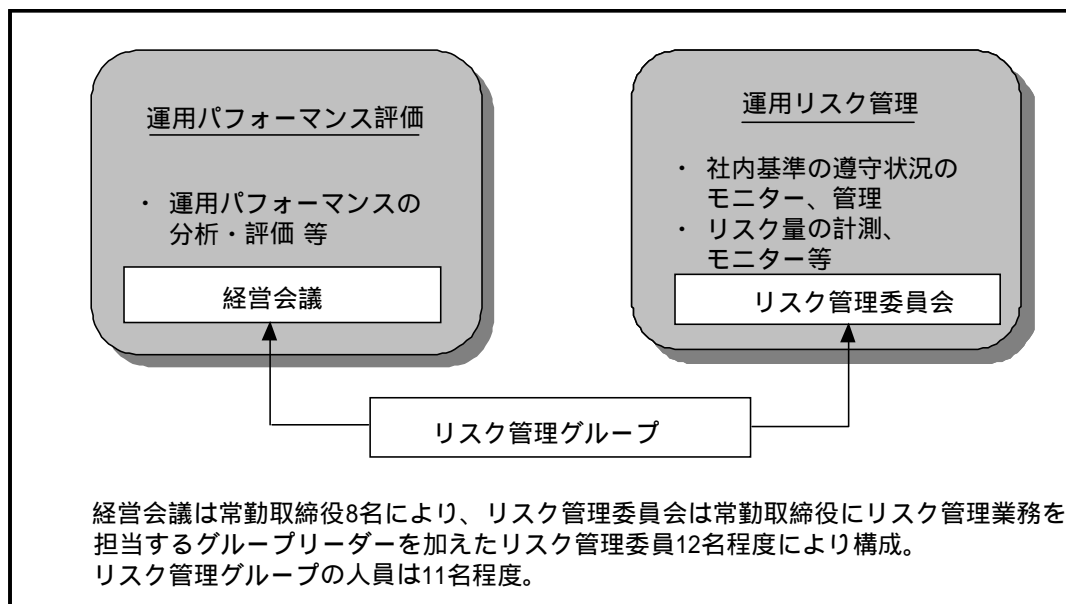 運用パフォーマンス評価
・ 運用パフォーマンスの
分析・評価 等
経営会議
運用リスク管理
・ 社内基準の遵守状況の
モニター、管理
・ リスク量の計測、
モニター等
リスク管理委員会
リスク管理グループ
経営会議は常勤取締役8名により、リスク管理委員会は常勤取締役にリスク管理業務を
担当するグループリーダーを加えたリスク管理委員12名程度により構成。
リスク管理グループの人員は11名程度。